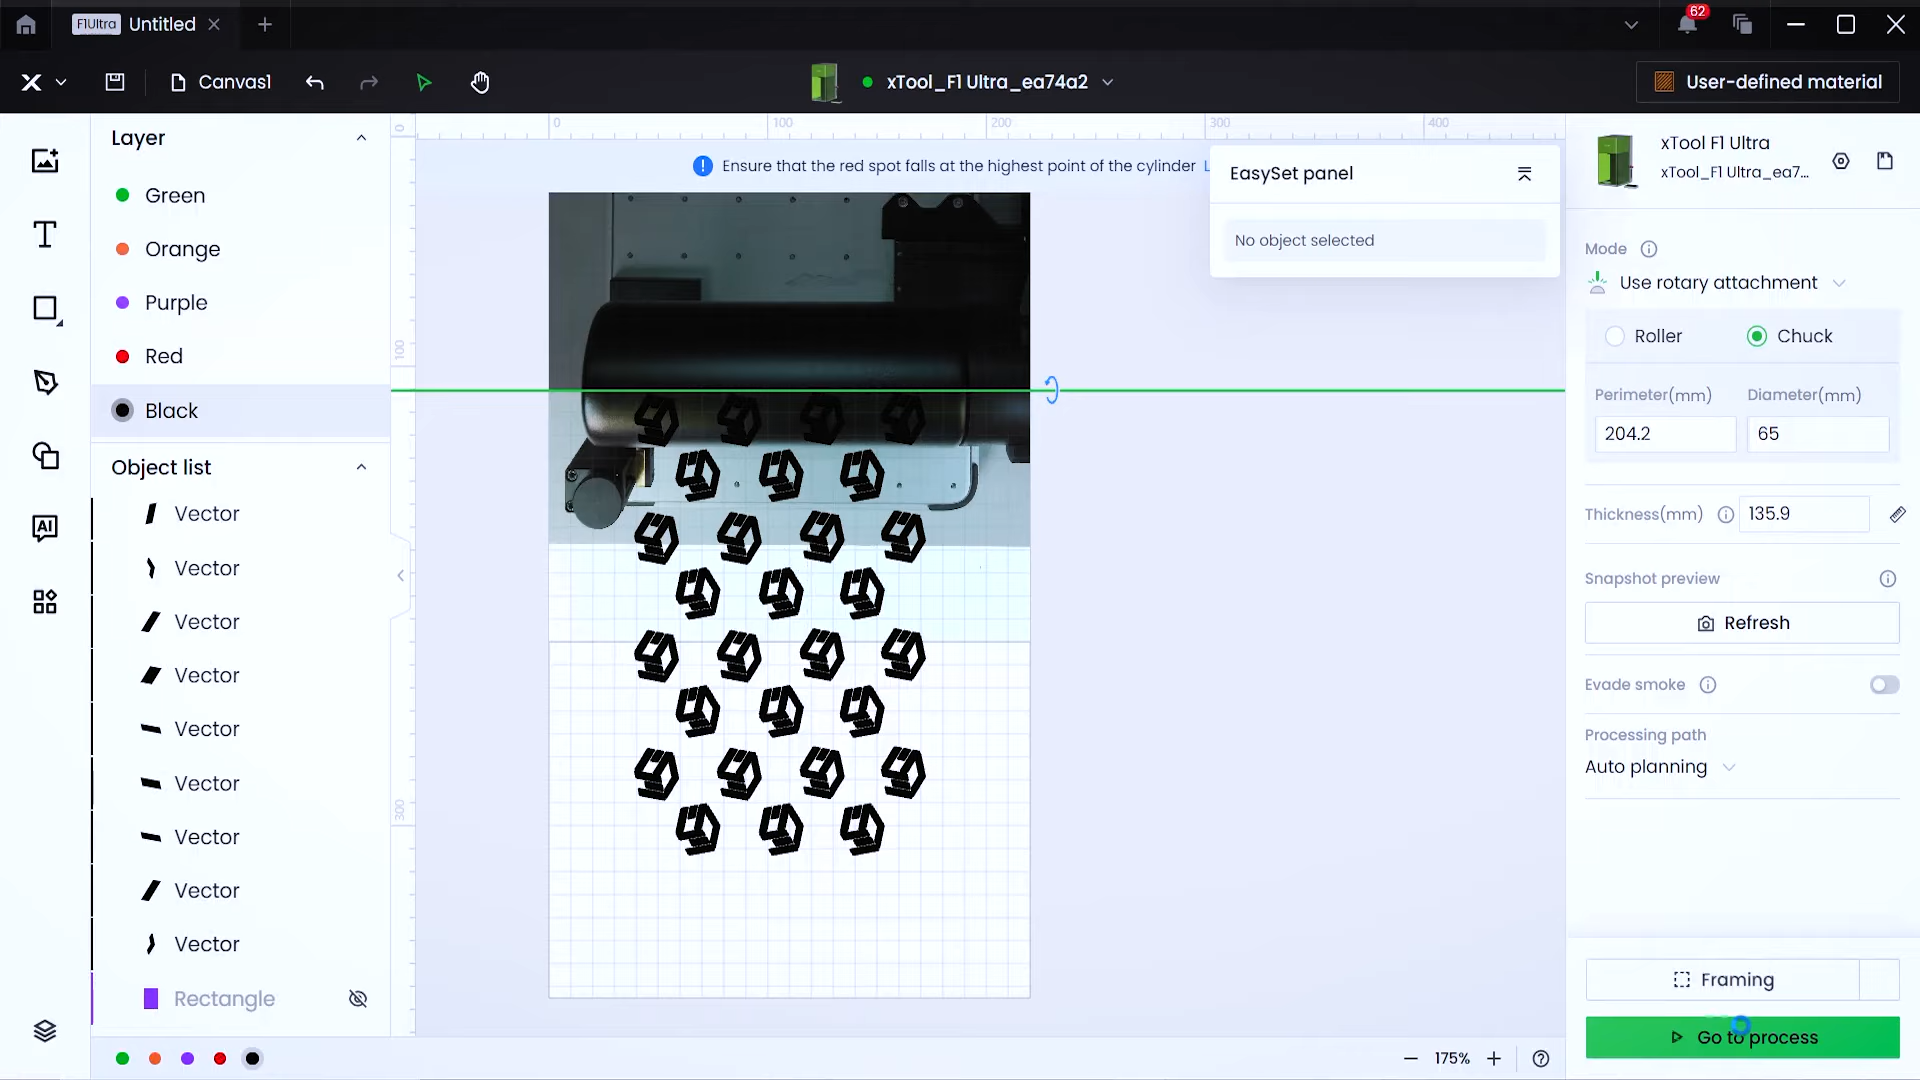 F1Ultra Untitled
62
Canvas1
xTool_F1 Ultra_ea74a2
User-defined material
Layer
Green
Orange
Purple
Red
Black
Object list
Vector
Vector
Vector
Vector
Vector
Vector
Vector
Vector
Vector
Rectangle
0
100
200
300
400
0
100
300
Ensure that the red spot falls at the highest point of the cylinder L
EasySet panel
No object selected
xTool F1 Ultra
xTool_F1 Ultra_ea7...
Mode
Use rotary attachment
Roller
Chuck
Perimeter(mm)
Diameter(mm)
204.2
65
Thickness(mm)
135.9
Snapshot preview
Refresh
Evade smoke
Processing path
Auto planning
Framing
Go to process
175%
AI